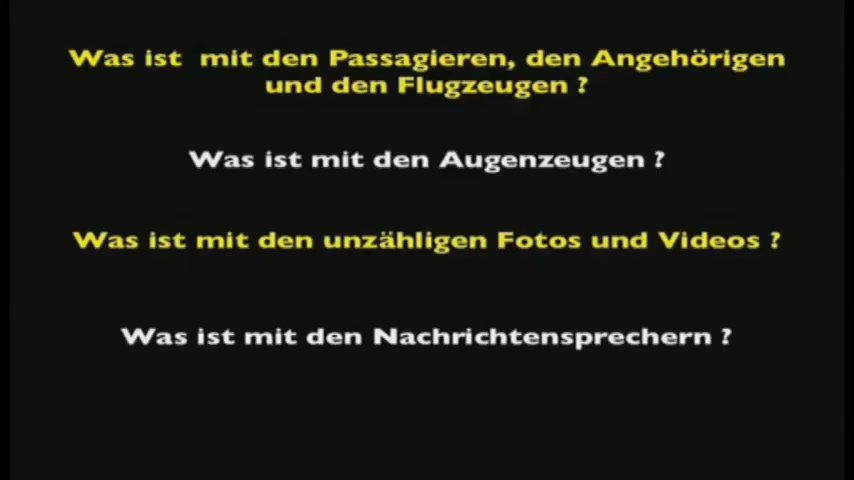 Was ist  mit den Passagieren, den Angehörigen
und den Flugzeugen ?
Was ist mit den Augenzeugen ?
Was ist mit den unzähligen Fotos und Videos ?
Was ist mit den Nachrichtensprechern ?